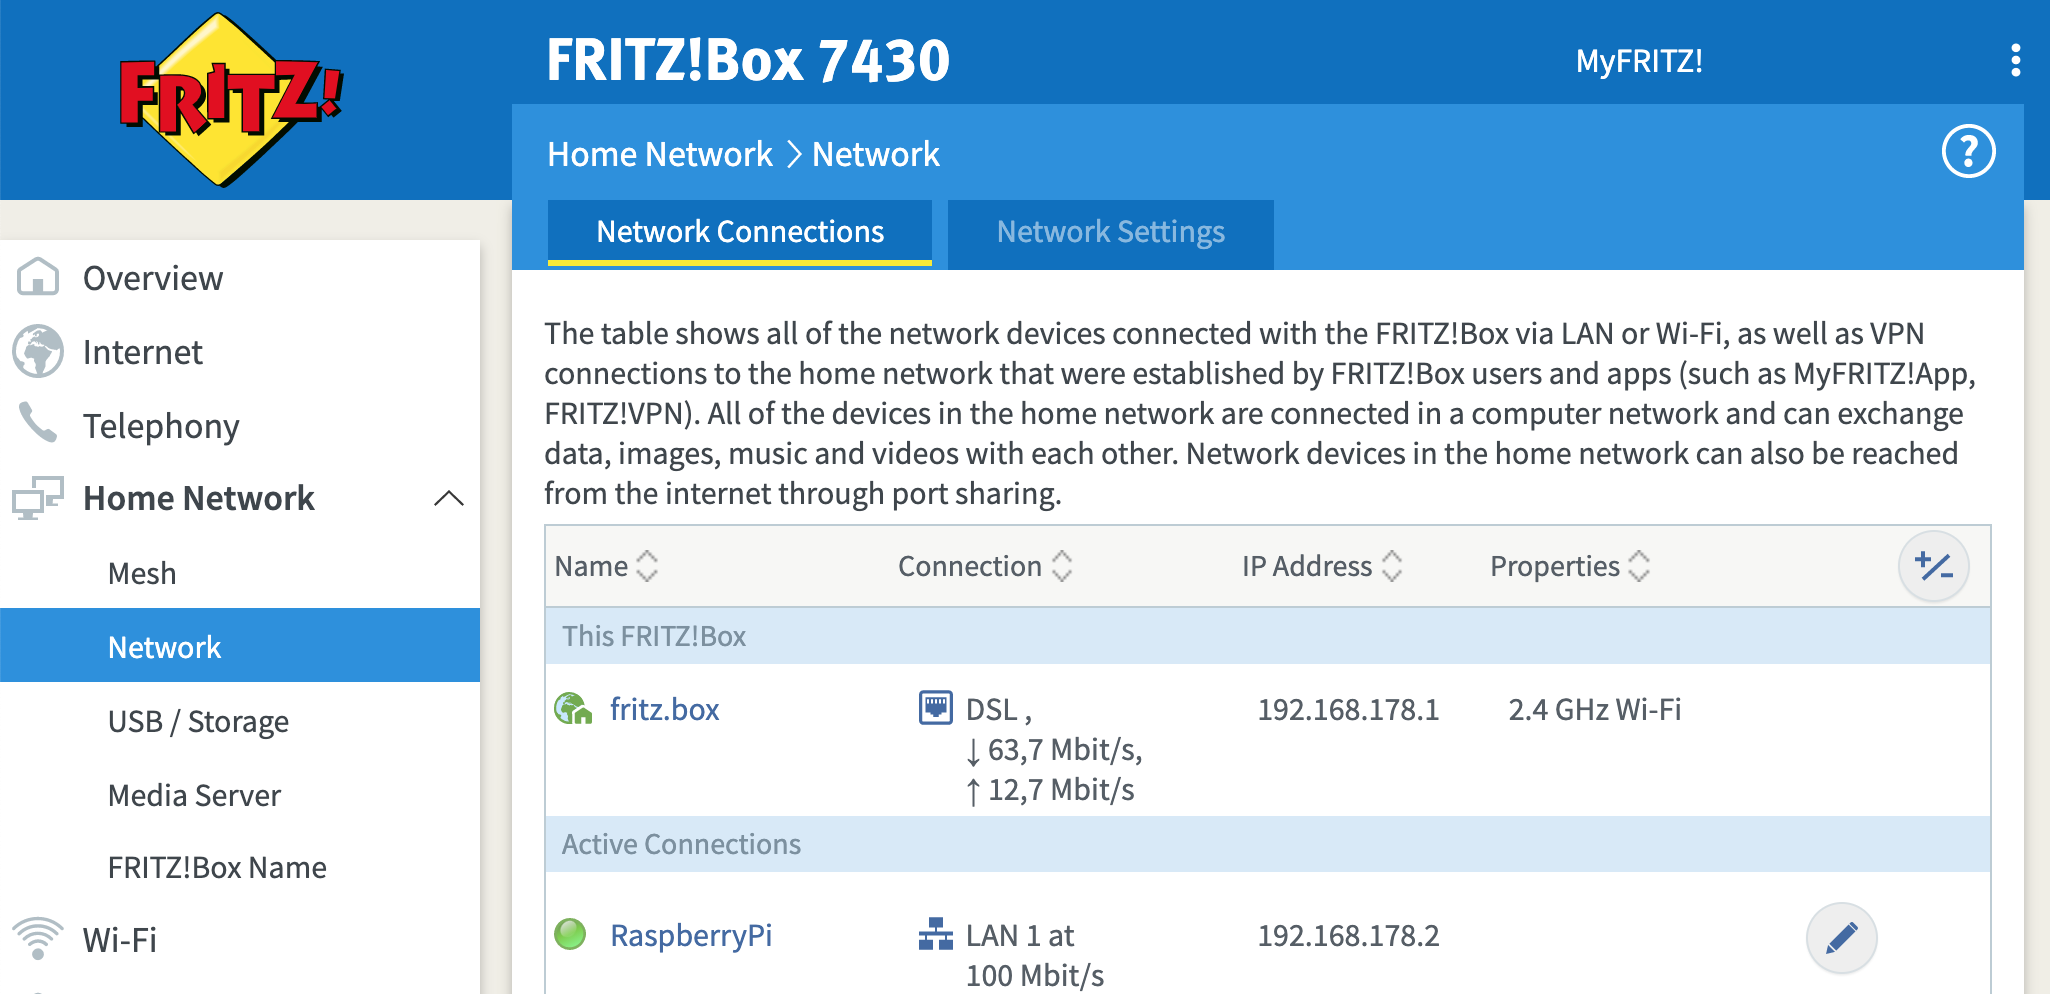 FRITZ!
FRITZ!Box 7430
MyFRITZ!
Home Network > Network
?
Network Connections
Network Settings
Overview
Internet
Telephony
Home Network
Mesh
Network
USB / Storage
Media Server
FRITZ!Box Name
Wi-Fi
The table shows all of the network devices connected with the FRITZ!Box via LAN or Wi-Fi, as well as VPN
connections to the home network that were established by FRITZ!Box users and apps (such as MyFRITZ!App,
FRITZ!VPN). All of the devices in the home network are connected in a computer network and can exchange
data, images, music and videos with each other. Network devices in the home network can also be reached
from the internet through port sharing.
Name Connection IP Address Properties +/-
This FRITZ!Box
fritz.box DSL , 192.168.178.1 2.4 GHz Wi-Fi
↓ 63,7 Mbit/s,
↑ 12,7 Mbit/s
Active Connections
RaspberryPi LAN 1 at 192.168.178.2
100 Mbit/s